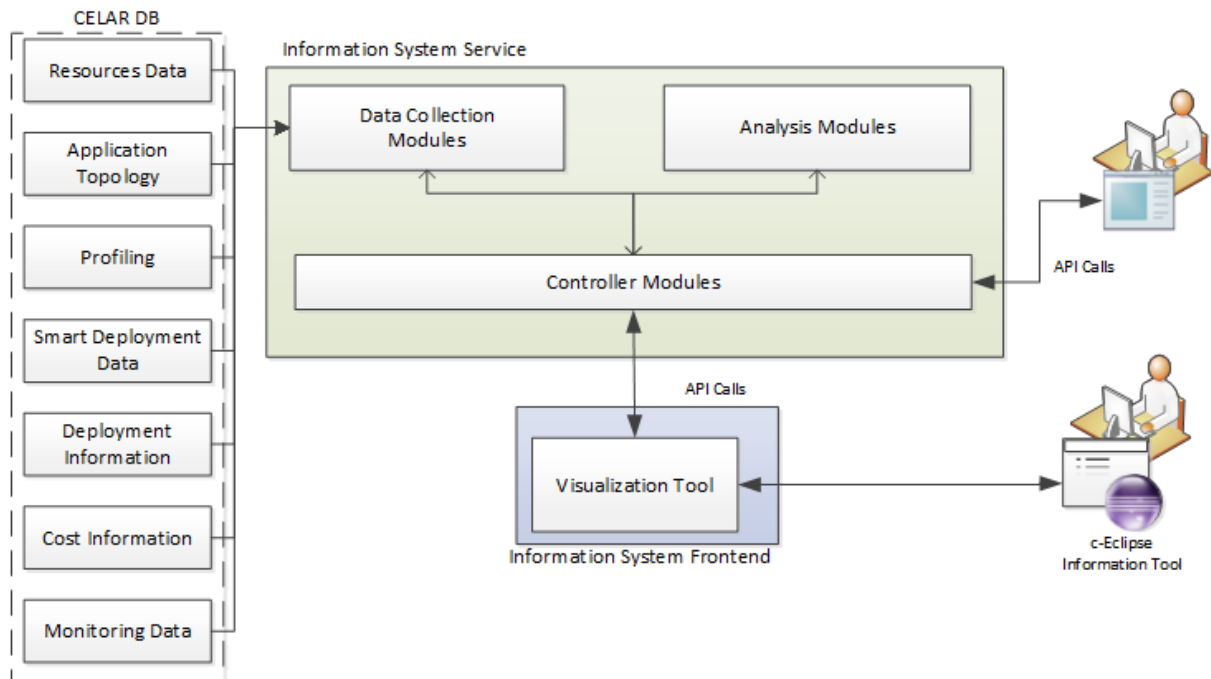 CELAR DB
Resources Data
Application
Topology
Profiling
Smart Deployment
Data
Deployment
Information
Cost Information
Monitoring Data
Information System Service
Data Collection
Modules
Analysis Modules
Controller Modules
API Calls
API Calls
Visualization Tool
Information System Frontend
c-Eclipse
Information Tool